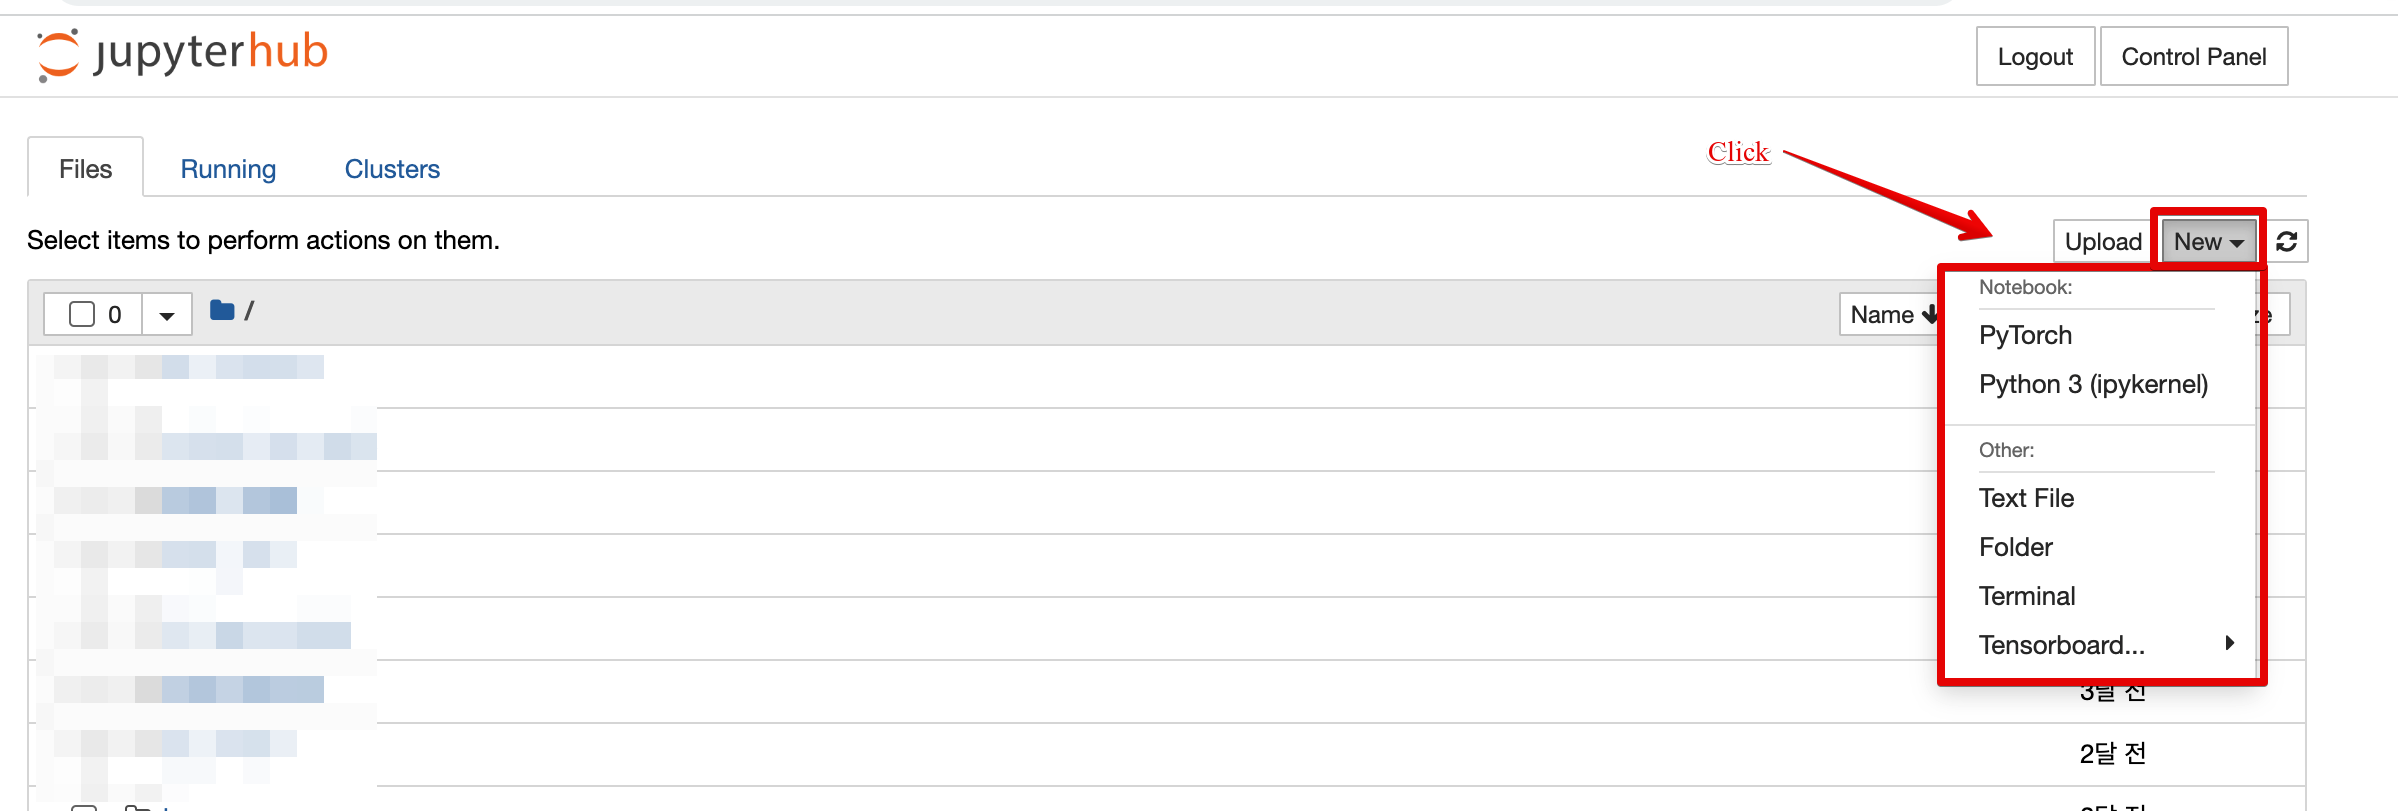 jupyterhub
Logout
Control Panel
Files
Running
Clusters
Click
Select items to perform actions on them.
Upload
New
0
/
Name
Notebook:
PyTorch
Python 3 (ipykernel)
Other:
Text File
Folder
Terminal
Tensorboard...
3달 전
2달 전